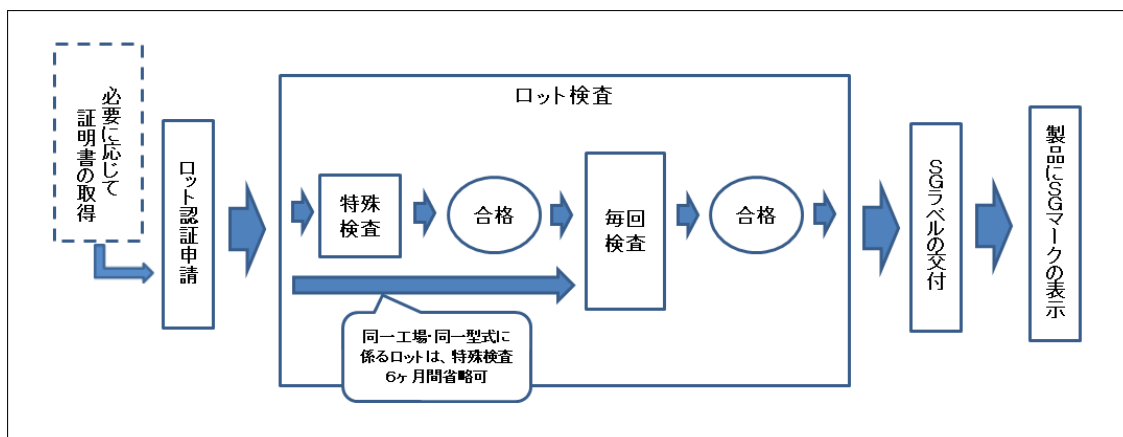 必要に応じて
証明書の取得
ロット認証申請
ロット検査
特殊
検査
合格
毎回
検査
合格
同一工場・同一型式に
係るロットは、特殊検査
6ヶ月間省略可
SGラベルの交付
製品にSGマークの表示